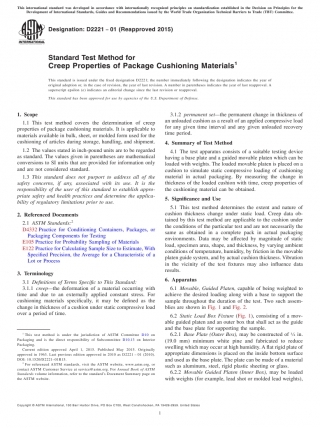 This international standard was developed in accordance with internationally recognized principles on standardization established in the Decision on Principles for the
Development of International Standards, Guides and Recommendations issued by the World Trade Organization Technical Barriers to Trade (TBT) Committee.
Designation: D2221 − 01 (Reapproved 2015)
Standard Test Method for
Creep Properties of Package Cushioning Materials1
This standard is issued under the fixed designation D2221; the number immediately following the designation indicates the year of
original adoption or, in the case of revision, the year of last revision. A number in parentheses indicates the year of last reapproval. A
superscript epsilon (ε) indicates an editorial change since the last revision or reapproval.
This standard has been approved for use by agencies of the U.S. Department of Defense.
1. Scope
1.1 This test method covers the determination of creep
properties of package cushioning materials. It is applicable to
materials available in bulk, sheet, or molded form used for the
cushioning of articles during storage, handling, and shipment.
1.2 The values stated in inch-pound units are to be regarded
as standard. The values given in parentheses are mathematical
conversions to SI units that are provided for information only
and are not considered standard.
1.3 This standard does not purport to address all of the
safety concerns, if any, associated with its use. It is the
responsibility of the user of this standard to establish appro-
priate safety and health practices and determine the applica-
bility of regulatory limitations prior to use.
2. Referenced Documents
2.1 ASTM Standards:2
D4332 Practice for Conditioning Containers, Packages, or
Packaging Components for Testing
E105 Practice for Probability Sampling of Materials
E122 Practice for Calculating Sample Size to Estimate, With
Specified Precision, the Average for a Characteristic of a
Lot or Process
3. Terminology
3.1 Definitions of Terms Specific to This Standard:
3.1.1 creep—the deformation of a material occurring with
time and due to an externally applied constant stress. For
cushioning materials specifically, it may be defined as the
change in thickness of a cushion under static compressive load
over a period of time.
1 This test method is under the jurisdiction of ASTM Committee D10 on
Packaging and is the direct responsibility of Subcommittee D10.13 on Interior
Packaging.
Current edition approved April 1, 2015. Published May 2015. Originally
approved in 1963. Last previous edition approved in 2010 as D2221 – 01 (2010).
DOI: 10.1520/D2221-01R15.
2 For referenced ASTM standards, visit the ASTM website, www.astm.org, or
contact ASTM Customer Service at service@astm.org. For Annual Book of ASTM
Standards volume information, refer to the standard's Document Summary page on
the ASTM website.
3.1.2 permanent set—the permanent change in thickness of
an unloaded cushion as a result of an applied compressive load
for any given time interval and any given unloaded recovery
time period.
4. Summary of Test Method
4.1 The test apparatus consists of a suitable testing device
having a base plate and a guided movable platen which can be
loaded with weights. The loaded movable platen is placed on a
cushion to simulate static compressive loading of cushioning
material in actual packaging. By measuring the change in
thickness of the loaded cushion with time, creep properties of
the cushioning material can be obtained.
5. Significance and Use
5.1 This test method determines the extent and nature of
cushion thickness change under static load. Creep data ob-
tained by this test method are applicable to the cushion under
the conditions of the particular test and are not necessarily the
same as obtained in a complete pack in actual packaging
environments. Data may be affected by magnitude of static
load, specimen area, shape, and thickness, by varying ambient
conditions of temperature, humidity, by friction in the movable
platen guide system, and by actual cushion thickness. Vibration
in the vicinity of the test fixtures may also influence data
results.
6. Apparatus
6.1 Movable, Guided Platen, capable of being weighted to
achieve the desired loading along with a base to support the
sample throughout the duration of the test. Two such assem-
blies are shown in Fig. 1 and Fig. 2.
6.2 Static Load Box Fixture (Fig. 1), consisting of a mov-
able guided platen and an outer box that shall act as the guide
and the base plate for supporting the sample.
6.2.1 Base Plate (Outer Box), may be constructed of ¾ in.
(19.0 mm) minimum white pine and fabricated to reduce
swelling which may occur at high humidity. A flat rigid plate of
appropriate dimensions is placed on the inside bottom surface
and used as the base plate. The plate can be made of a material
such as aluminum, steel, rigid plastic sheeting or glass.
6.2.2 Movable Guided Platen (Inner Box), may be loaded
with weights (for example, lead shot or molded lead weights),
Copyright © ASTM International, 100 Barr Harbor Drive, PO Box C700, West Conshohocken, PA 19428-2959. United States
1